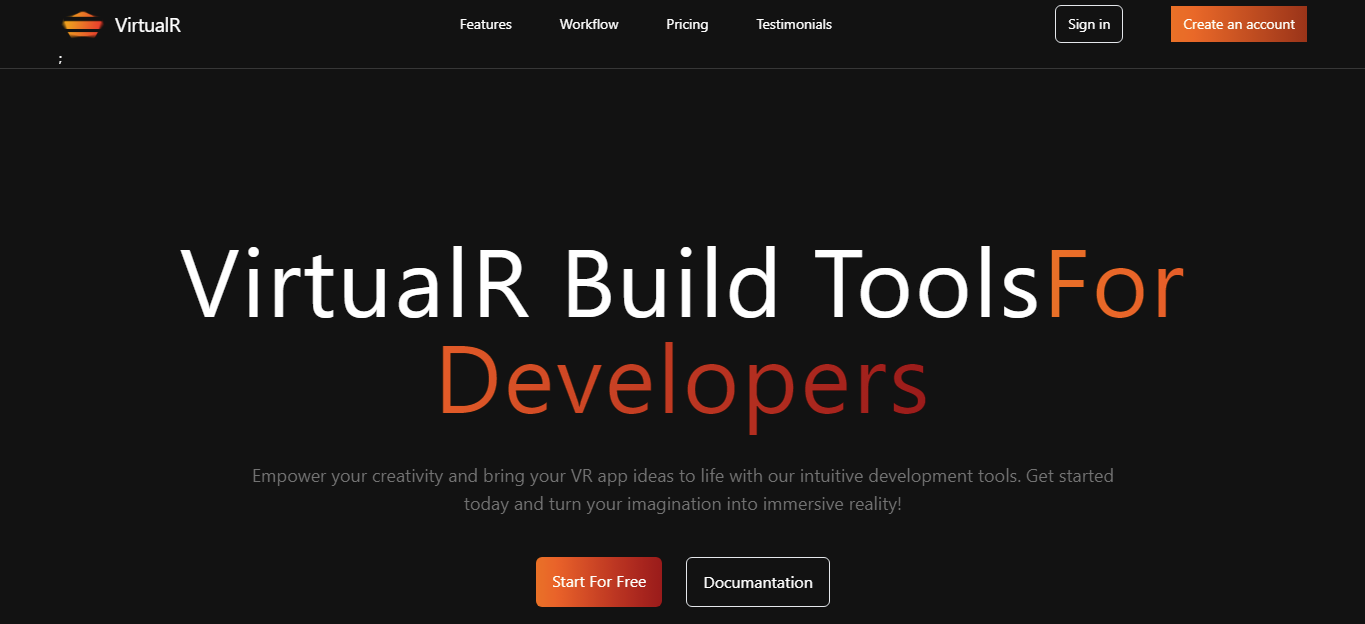 VirtualR Features Workflow Pricing Testimonials Sign in Create an account
;
VirtualR Build ToolsFor
Developers
Empower your creativity and bring your VR app ideas to life with our intuitive development tools. Get started
today and turn your imagination into immersive reality!
Start For Free Documantation